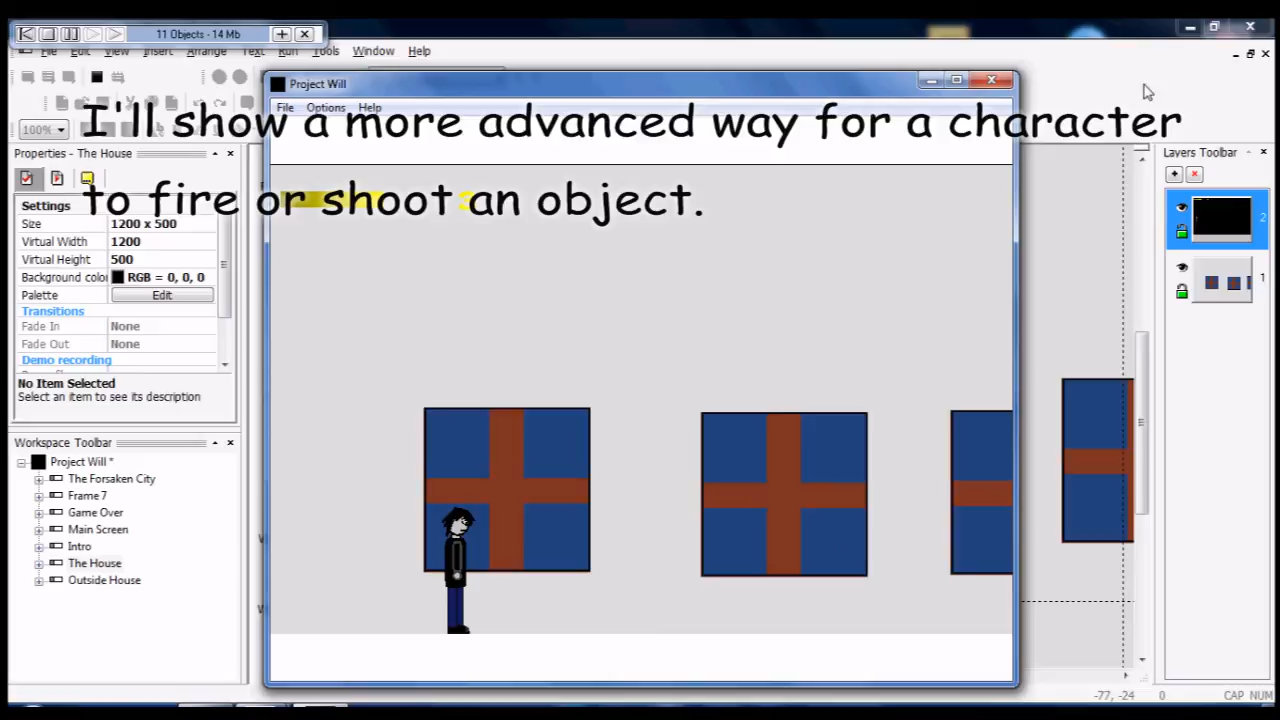 11 Objects - 14 Mb
File Edit View Insert Arrange Text Run Tools Window Help
Project Will
File Options Help
I'll show a more advanced way for a character
to fire or shoot an object.
100%
Properties - The House
Settings
Size 1200 x 500
Virtual Width 1200
Virtual Height 500
Background color RGB = 0, 0, 0
Palette Edit
Transitions
Fade In None
Fade Out None
Demo recording
No Item Selected
Select an item to see its description
Workspace Toolbar
Project Will *
The Forsaken City
Frame 7
Game Over
Main Screen
Intro
The House
Outside House
Layers Toolbar
2
1
-77, -24 0 CAP NUM